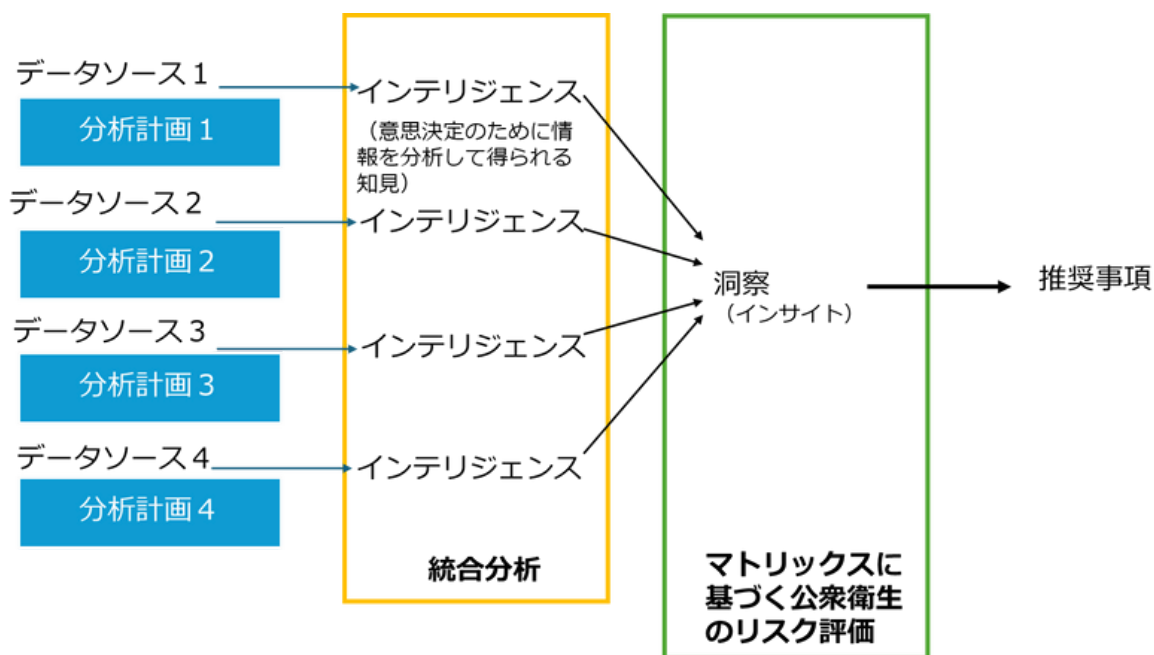 データソース１
分析計画１
インテリジェンス
（意思決定のために情
報を分析して得られる
知見）
データソース２
分析計画２
インテリジェンス
データソース３
分析計画３
インテリジェンス
データソース４
分析計画４
インテリジェンス
統合分析
洞察
（インサイト）
マトリックスに
基づく公衆衛生
のリスク評価
推奨事項